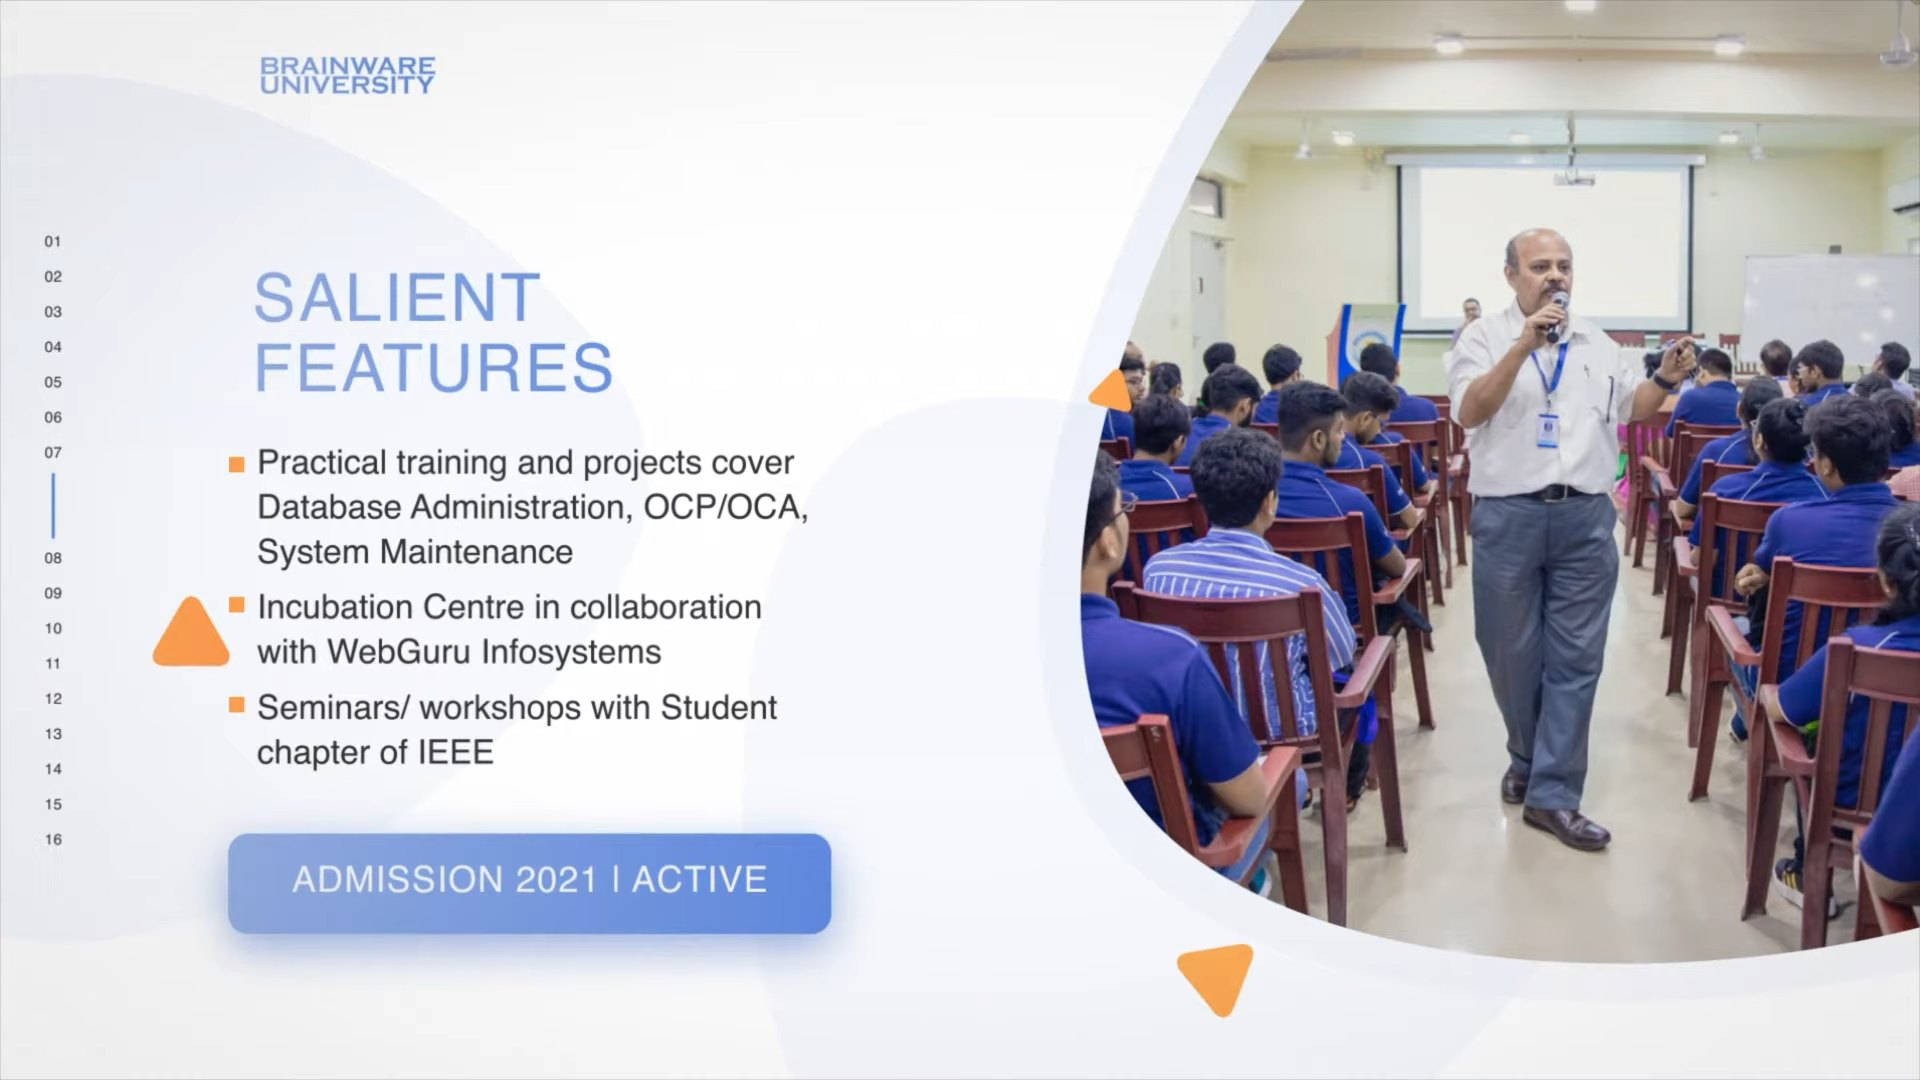 BRAINWARE
UNIVERSITY
01
02
03
04
05
06
07
08
09
10
11
12
13
14
15
16
SALIENT
FEATURES
Practical training and projects cover
Database Administration, OCP/OCA,
System Maintenance
Incubation Centre in collaboration
with WebGuru Infosystems
Seminars/ workshops with Student
chapter of IEEE
ADMISSION 2021 | ACTIVE